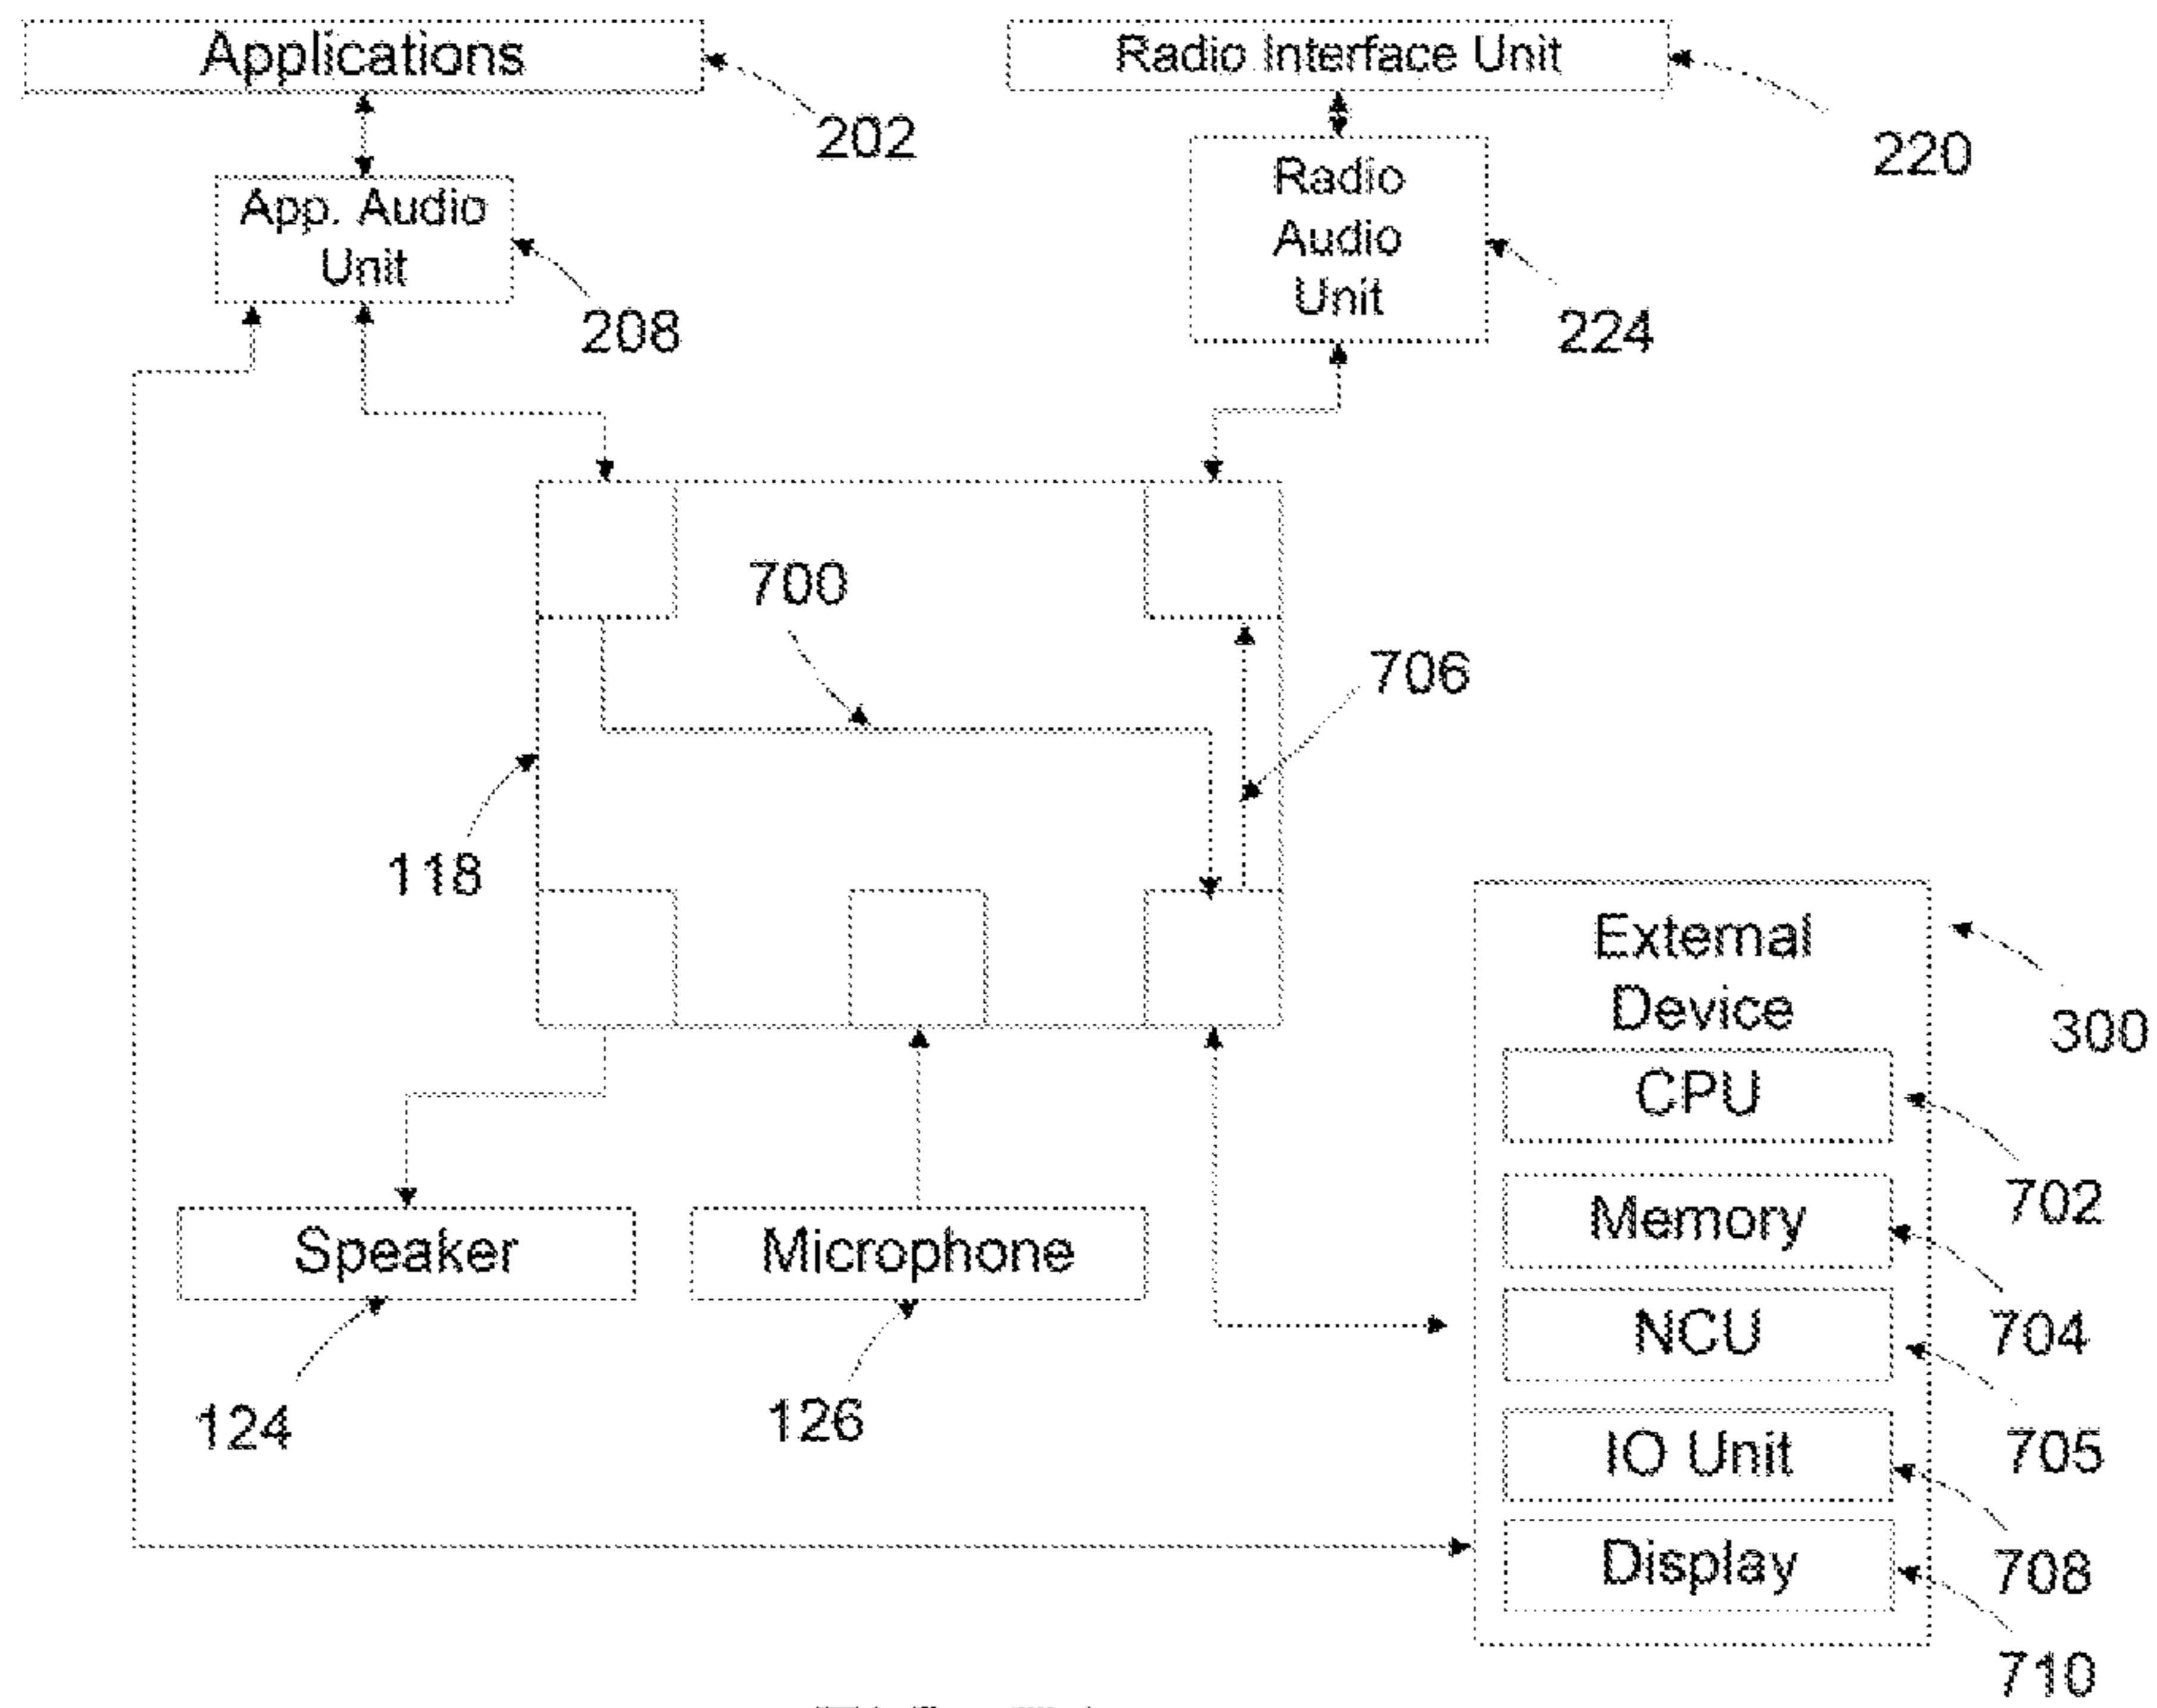 Applications
Radio Interface Unit
202
220
App. Audio
Unit
208
Radio
Audio
Unit
224
700
706
118
External
Device
300
CPU
702
Memory
704
NCU
705
IO Unit
708
Display
710
Speaker
124
Microphone
126